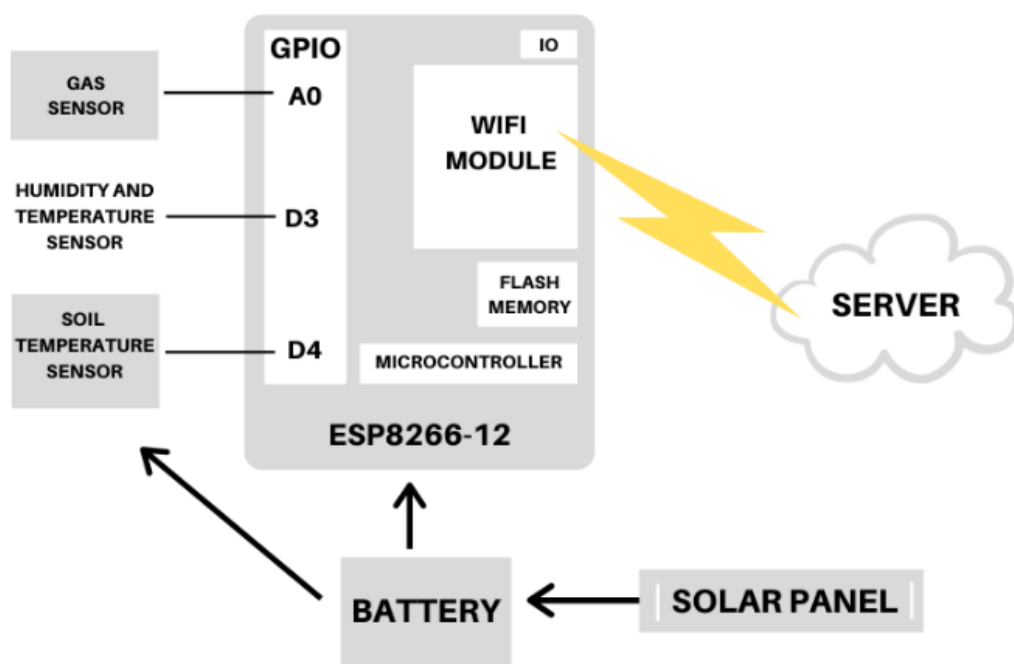 GAS
SENSOR
HUMIDITY AND
TEMPERATURE
SENSOR
SOIL
TEMPERATURE
SENSOR
GPIO
A0
D3
D4
IO
WIFI
MODULE
FLASH
MEMORY
MICROCONTROLLER
ESP8266-12
SERVER
BATTERY
SOLAR PANEL